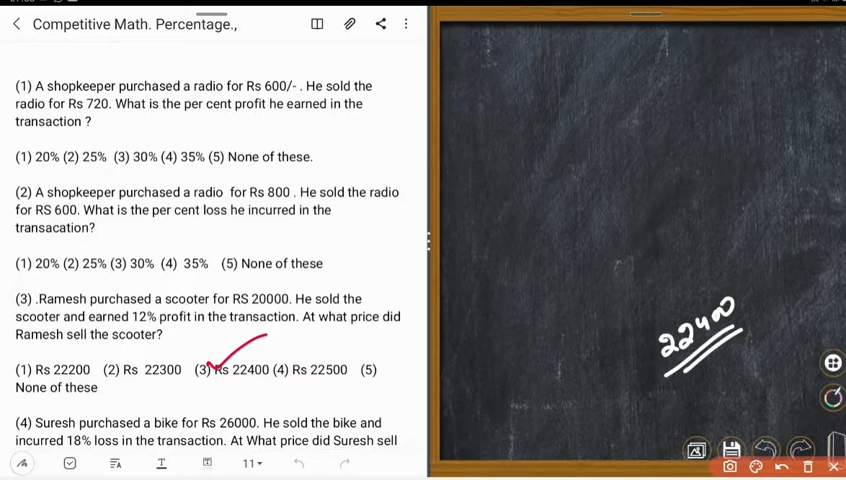 Competitive Math. Percentage.,
(1) A shopkeeper purchased a radio for Rs 600/- . He sold the
radio for Rs 720. What is the per cent profit he earned in the
transaction ?
(1) 20% (2) 25% (3) 30% (4) 35% (5) None of these.
(2) A shopkeeper purchased a radio for Rs 800 . He sold the radio
for RS 600. What is the per cent loss he incurred in the
transacation?
(1) 20% (2) 25% (3) 30% (4) 35% (5) None of these
(3) .Ramesh purchased a scooter for RS 20000. He sold the
scooter and earned 12% profit in the transaction. At what price did
Ramesh sell the scooter?
(1) Rs 22200 (2) Rs 22300 (3) Rs 22400 (4) Rs 22500 (5)
None of these
(4) Suresh purchased a bike for Rs 26000. He sold the bike and
incurred 18% loss in the transaction. At What price did Suresh sell
11
22400